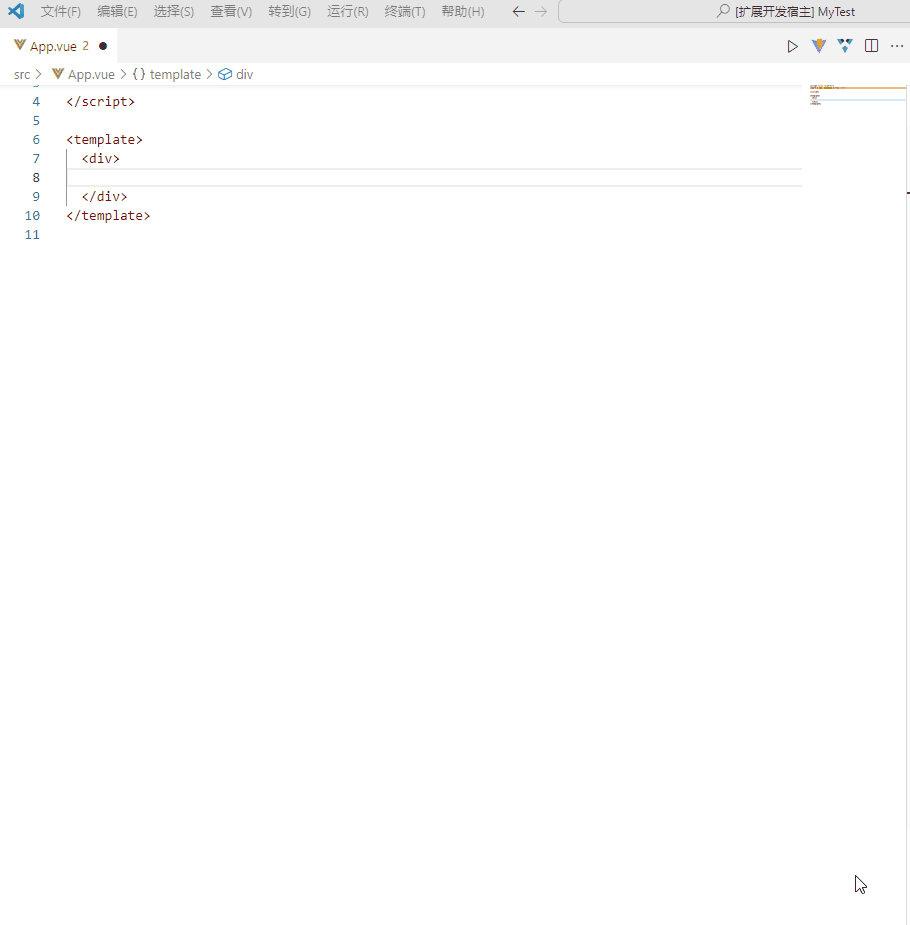 文件(F) 编辑(E) 选择(S) 查看(V) 转到(G) 运行(R) 终端(T) 帮助(H) [扩展开发宿主] MyTest
App.vue 2
src > App.vue > {} template > div
4 </script>
5
6 <template>
7 <div>
8
9 </div>
10 </template>
11